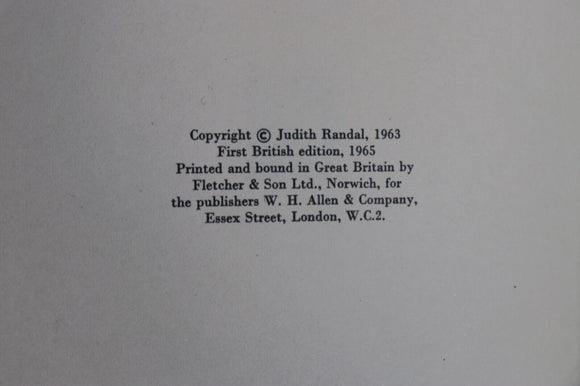 Copyright © Judith Randal, 1963
First British edition, 1965
Printed and bound in Great Britain by
Fletcher & Son Ltd., Norwich, for
the publishers W. H. Allen & Company,
Essex Street, London, W.C.2.